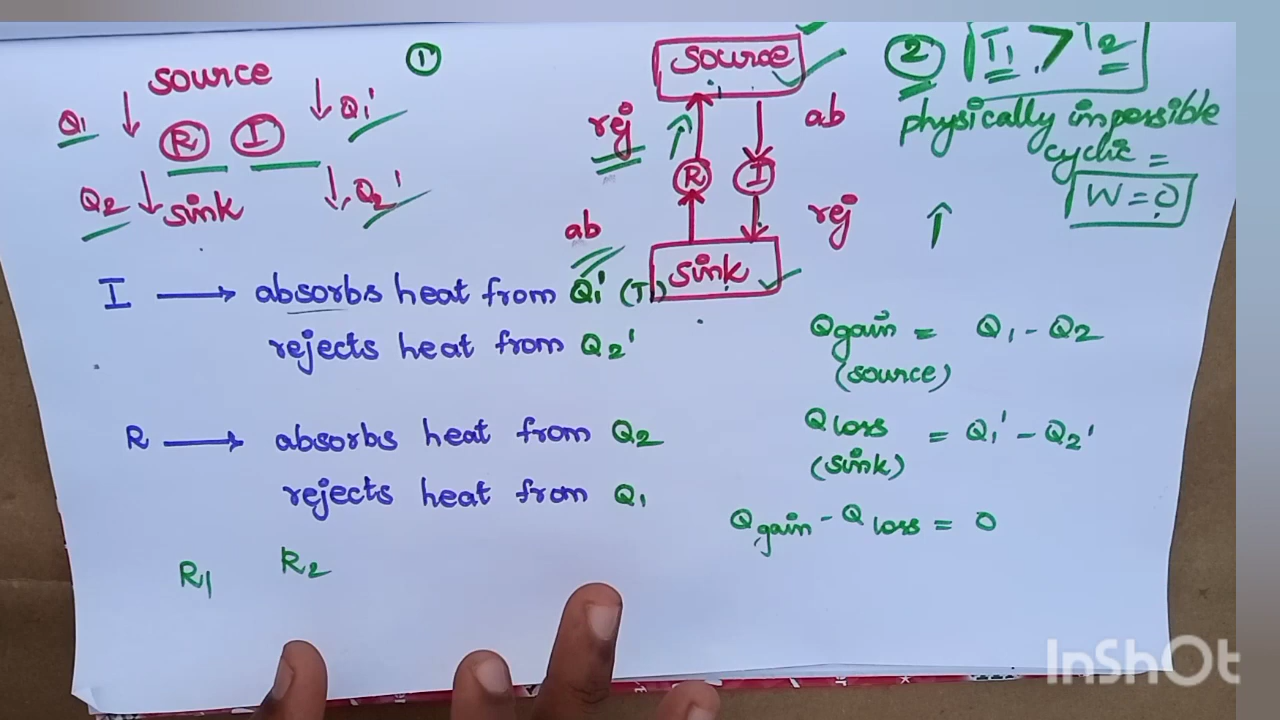 ①
source
Q₁ ↓ ↓ Q₁'
R I
Q₂ ↓ sink ↓ Q₂'
source
rej ab
R I
ab rej
sink
② T₁ > T₂
physically impossible
cyclic =
W = 0
I → absorbs heat from Q₁' (T₁)
rejects heat from Q₂'
R → absorbs heat from Q₂
rejects heat from Q₁
R₁ R₂
Qgain = Q₁ - Q₂
(source)
Qloss = Q₁' - Q₂'
(sink)
Qgain - Qloss = 0
InShOt